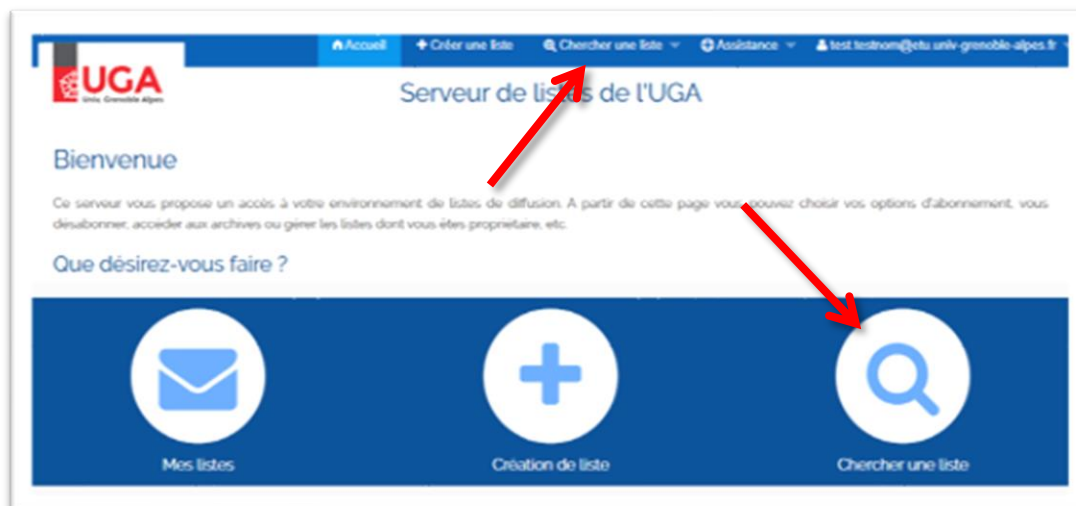 Accueil Créer une liste Chercher une liste Assistance test.testnom@etu.univ-grenoble-alpes.fr
UGA
Univ. Grenoble Alpes
Serveur de listes de l'UGA
Bienvenue
Ce serveur vous propose un accès à votre environnement de listes de diffusion. A partir de cette page vous pouvez choisir vos options d'abonnement, vous
désabonner, accéder aux archives ou gérer les listes dont vous êtes propriétaire, etc.
Que désirez-vous faire ?
Mes listes Création de liste Chercher une liste